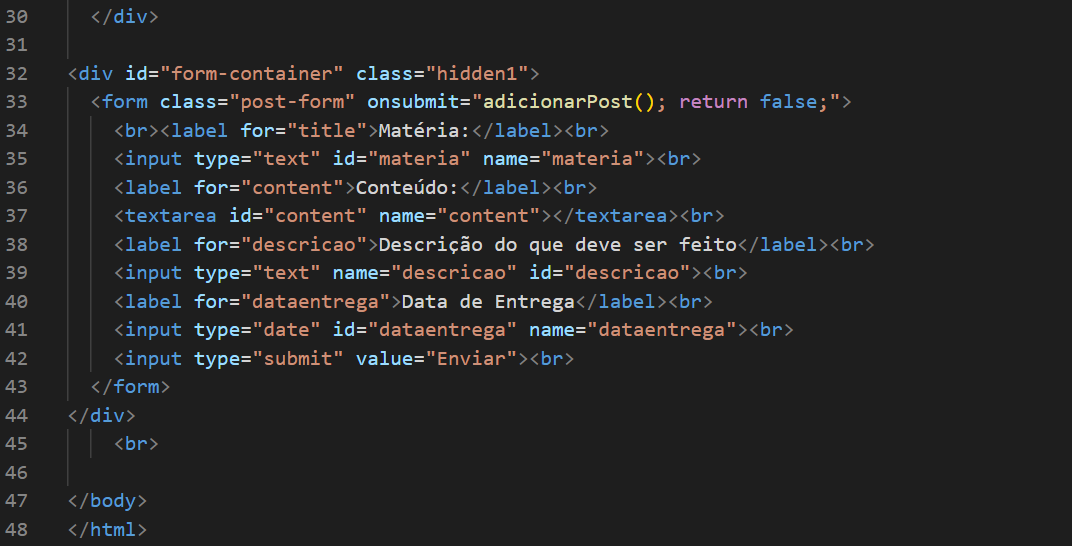 30 </div>
31
32 <div id="form-container" class="hidden1">
33 <form class="post-form" onsubmit="adicionarPost(); return false;">
34 <br><label for="title">Matéria:</label><br>
35 <input type="text" id="materia" name="materia"><br>
36 <label for="content">Conteúdo:</label><br>
37 <textarea id="content" name="content"></textarea><br>
38 <label for="descricao">Descrição do que deve ser feito</label><br>
39 <input type="text" name="descricao" id="descricao"><br>
40 <label for="dataentrega">Data de Entrega</label><br>
41 <input type="date" id="dataentrega" name="dataentrega"><br>
42 <input type="submit" value="Enviar"><br>
43 </form>
44 </div>
45 <br>
46
47 </body>
48 </html>